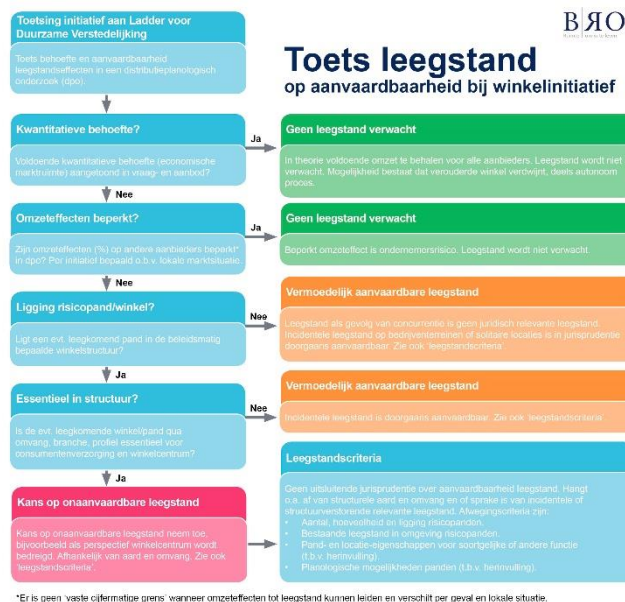 Toetsing initiatief aan Ladder voor
Duurzame Verstedelijking
Toets behoefte en aanvaardbaarheid
leegstandseffecten in een distributieplanologisch
onderzoek (dpo).
BRO
Toets leegstand
op aanvaardbaarheid bij winkelinitiatief
Kwantitatieve behoefte?
Voldoende kwantitatieve behoefte (economische
marktruimte) aangetoond in vraag- en aanbod?
Ja
Geen leegstand verwacht
In theorie voldoende omzet te behalen voor alle aanbieders. Leegstand wordt niet
verwacht. Mogelijkheid bestaat dat verouderde winkel verdwijnt, deels autonoom
proces.
Nee
Omzeteffecten beperkt?
Zijn omzeteffecten (%) op andere aanbieders beperkt*
in dpo? Per initiatief bepaald o.b.v. lokale marktsituatie.
Ja
Geen leegstand verwacht
Beperkt omzeteffect is ondernemersrisico. Leegstand wordt niet verwacht.
Nee
Ligging risicopand/winkel?
Ligt een evt. leegkomend pand in de beleidsmatig
bepaalde winkelstructuur?
Nee
Vermoedelijk aanvaardbare leegstand
Leegstand als gevolg van concurrentie is geen juridisch relevante leegstand.
Incidentele leegstand op bedrijventerreinen of solitaire locaties is in jurisprudentie
doorgaans aanvaardbaar. Zie ook 'leegstandscriteria'.
Ja
Essentieel in structuur?
Is de evt. leegkomende winkel/pand qua
omvang, branche, profiel essentieel voor
consumentenverzorging en winkelcentrum?
Nee
Vermoedelijk aanvaardbare leegstand
Incidentele leegstand is doorgaans aanvaardbaar. Zie ook 'leegstandscriteria'
Ja
Kans op onaanvaardbare leegstand
Kans op onaanvaardbare leegstand neem toe,
bijvoorbeeld als perspectief winkelcentrum wordt
bedreigd. Afhankelijk van aard en omvang. Zie ook
'leegstandscriteria'.
Leegstandscriteria
Geen uitsluitende jurisprudentie over aanvaardbaarheid leegstand. Hangt
o.a. af van structurele aard en omvang en of sprake is van incidentele of
structuurverstorende relevante leegstand. Afwegingscriteria zijn:
• Aantal, hoeveelheid en ligging risicopanden.
• Bestaande leegstand in omgeving risicopanden.
• Pand- en locatie-eigenschappen voor soortgelijke of andere functie
(t.b.v. herinvulling).
• Planologische mogelijkheden panden (t.b.v. herinvulling).
*Er is geen 'vaste cijfermatige grens' wanneer omzeteffecten tot leegstand kunnen leiden en verschilt per geval en lokale situatie.